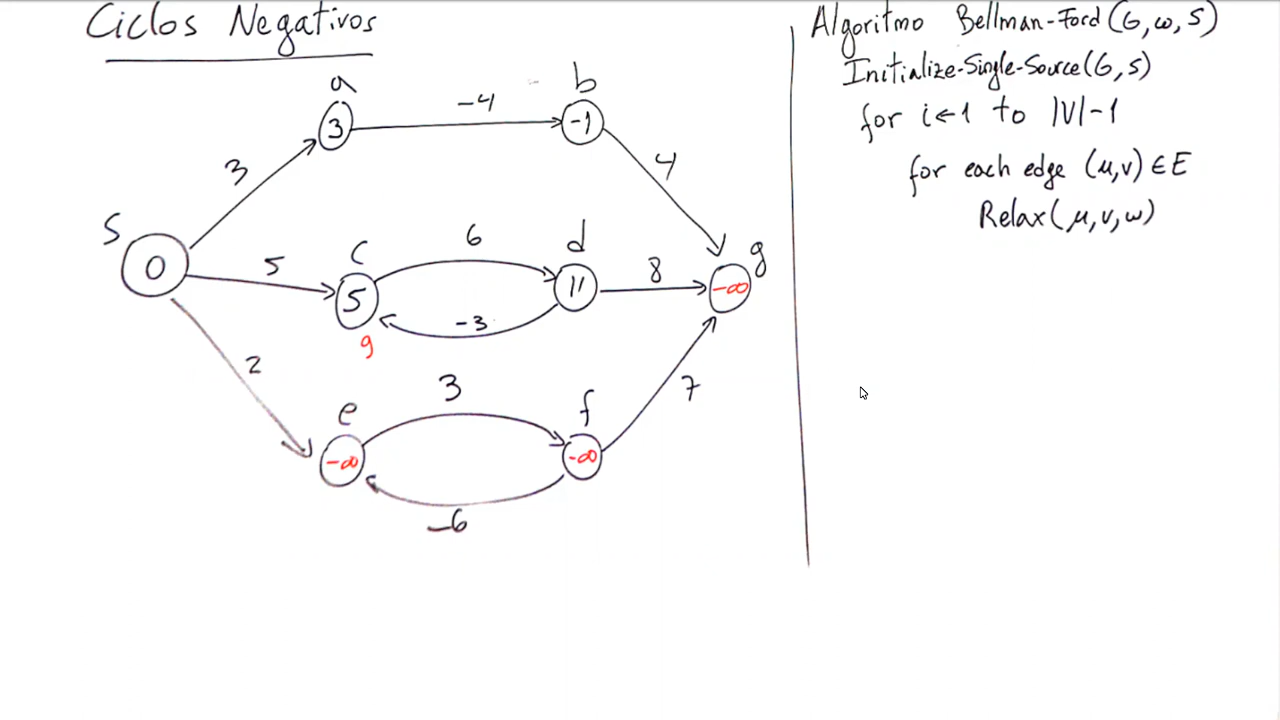 Ciclos Negativos
a
3
-4
b
-1
3
4
S
0
5
c
5
6
d
11
8
g
-∞
-3
9
2
e
-∞
3
f
-∞
7
-6
Algoritmo Bellman-Ford(G,w,S)
Initialize-Single-Source(G,s)
for i←1 to |V|-1
for each edge (μ,v)∈E
Relax(μ,v,w)